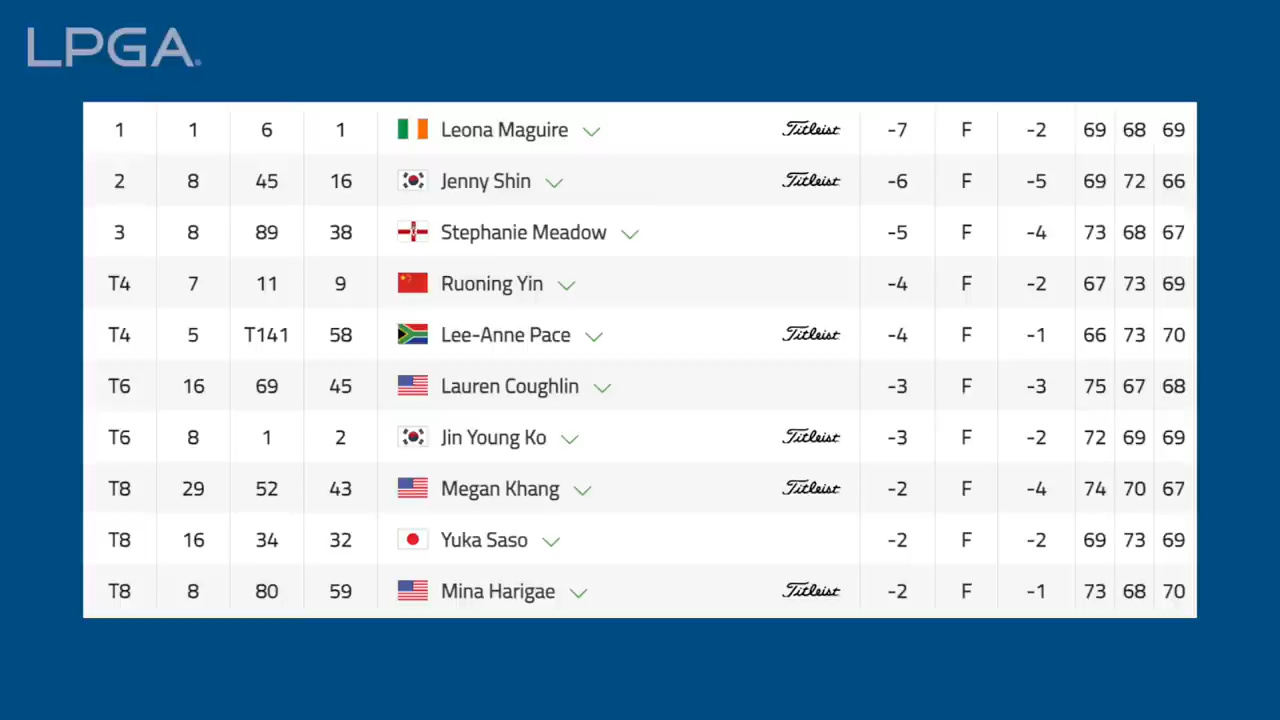 LPGA.
1 1 6 1 Leona Maguire Titleist -7 F -2 69 68 69
2 8 45 16 Jenny Shin Titleist -6 F -5 69 72 66
3 8 89 38 Stephanie Meadow -5 F -4 73 68 67
T4 7 11 9 Ruoning Yin -4 F -2 67 73 69
T4 5 T141 58 Lee-Anne Pace Titleist -4 F -1 66 73 70
T6 16 69 45 Lauren Coughlin -3 F -3 75 67 68
T6 8 1 2 Jin Young Ko Titleist -3 F -2 72 69 69
T8 29 52 43 Megan Khang Titleist -2 F -4 74 70 67
T8 16 34 32 Yuka Saso -2 F -2 69 73 69
T8 8 80 59 Mina Harigae Titleist -2 F -1 73 68 70